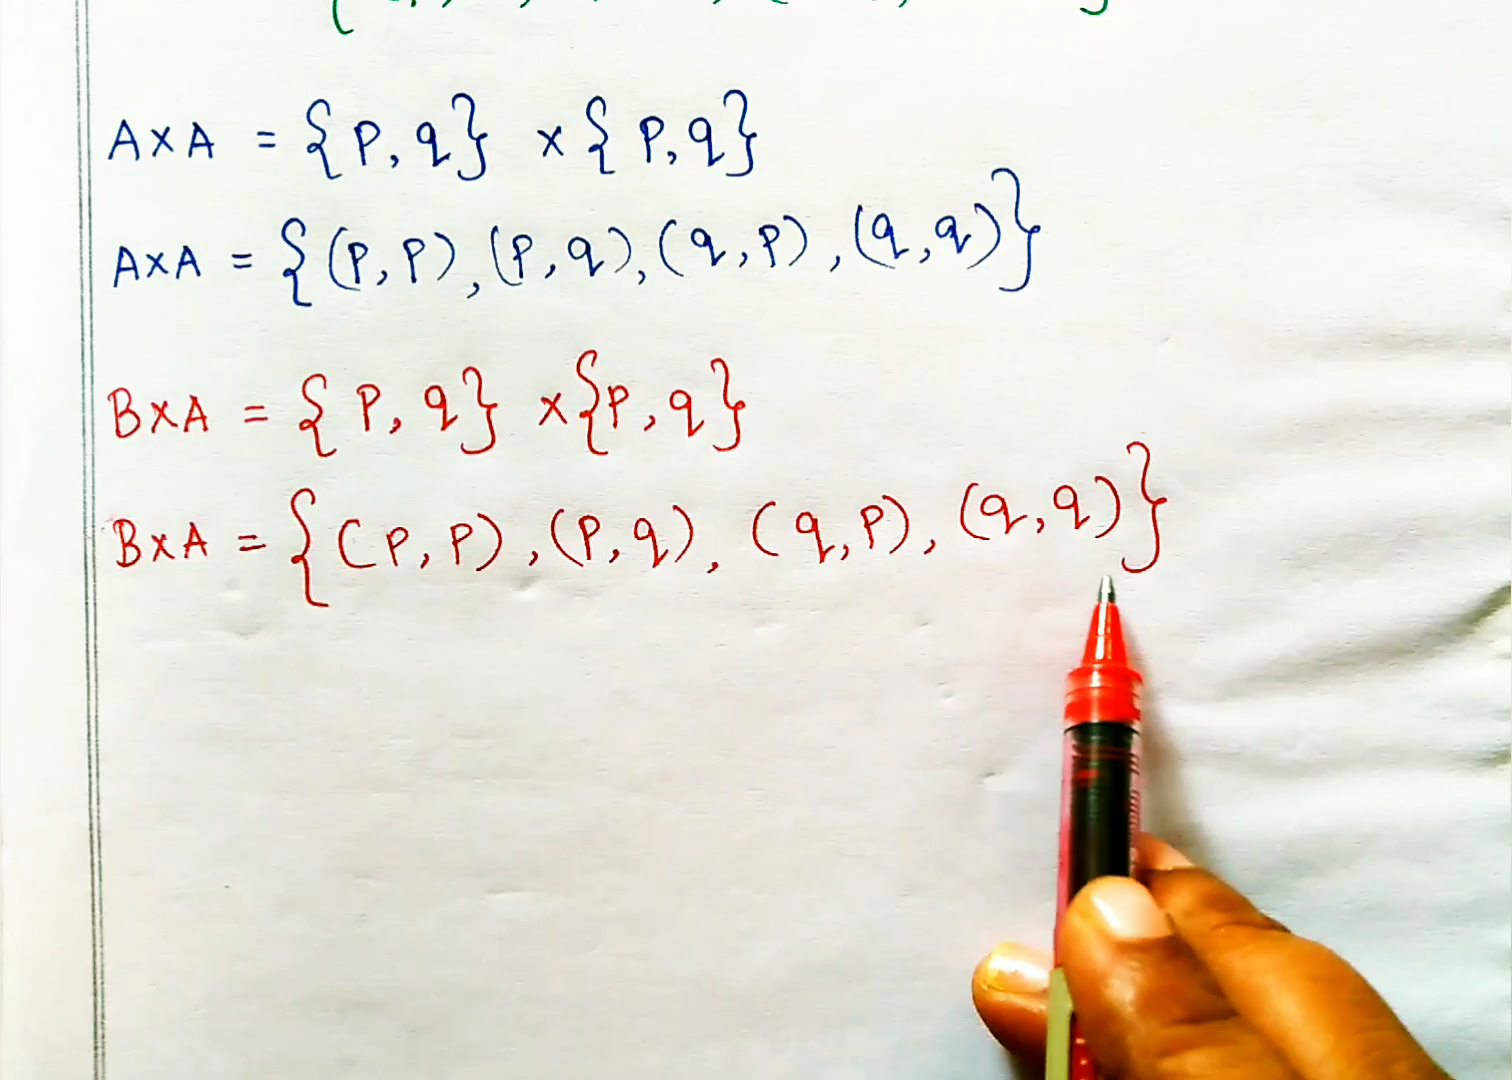 A×A = {p, q} × {p, q}
A×A = {(p, p), (p, q), (q, p), (q, q)}
B×A = {p, q} × {p, q}
B×A = {(p, p), (p, q), (q, p), (q, q)}